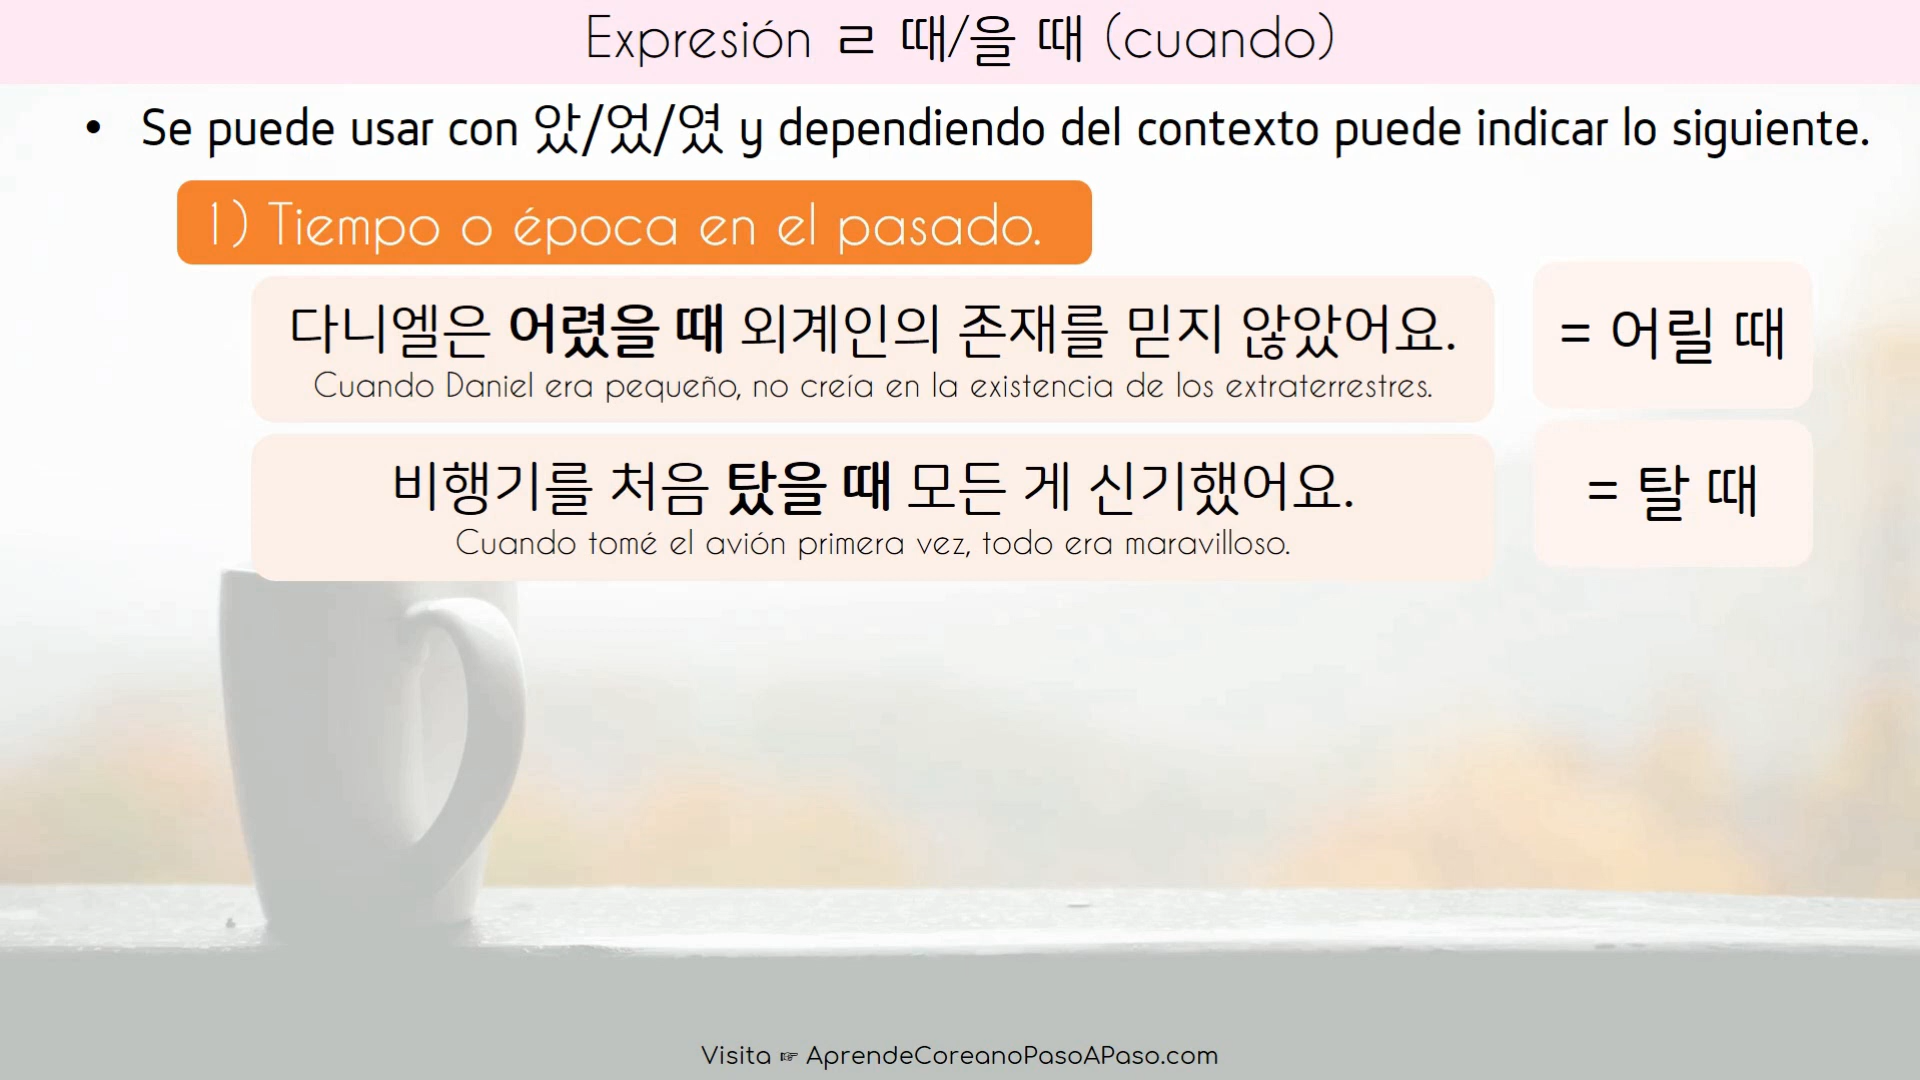 Expresión ㄹ 때/을 때 (cuando)
• Se puede usar con 았/었/였 y dependiendo del contexto puede indicar lo siguiente.
1) Tiempo o época en el pasado.
다니엘은 어렸을 때 외계인의 존재를 믿지 않았어요.
= 어릴 때
Cuando Daniel era pequeño, no creía en la existencia de los extraterrestres.
비행기를 처음 탔을 때 모든 게 신기했어요.
= 탈 때
Cuando tomé el avión primera vez, todo era maravilloso.
Visita ☞ AprendeCoreanoPasoAPaso.com